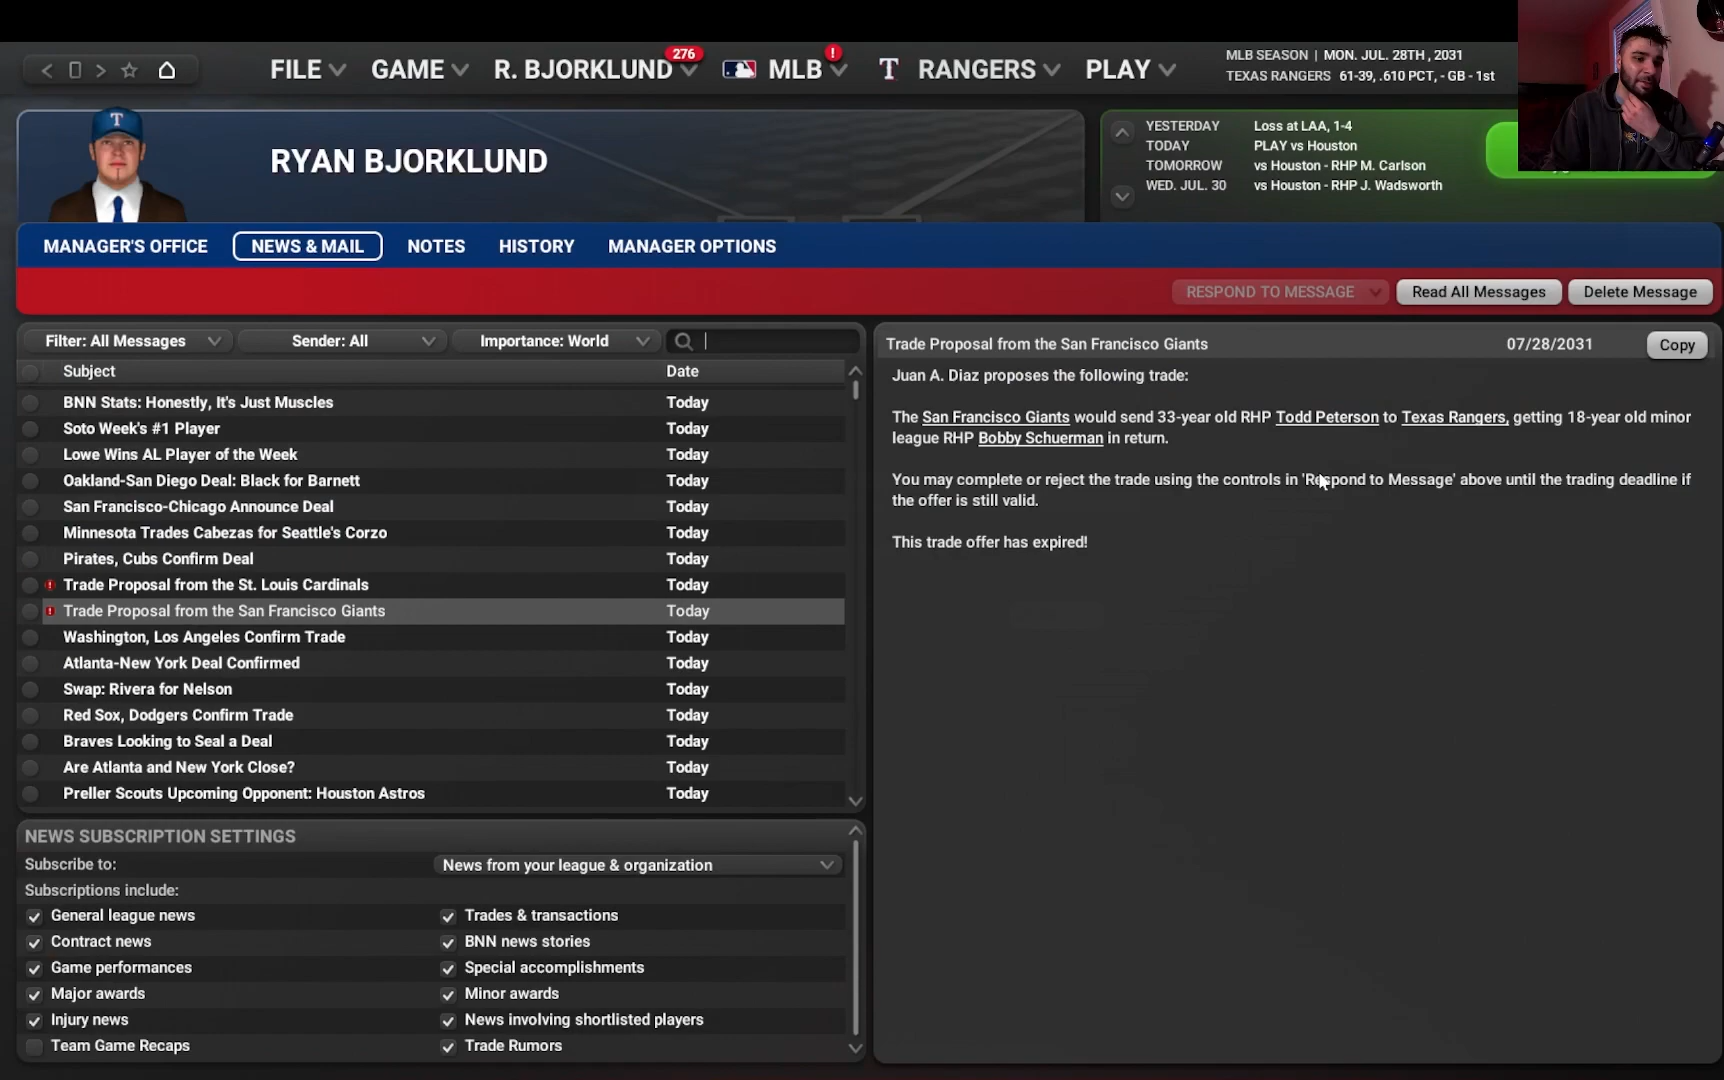 FILE GAME R. BJORKLUND 276 MLB ! T RANGERS PLAY
MLB SEASON | MON. JUL. 28TH , 2031
TEXAS RANGERS 61-39, .610 PCT, - GB - 1st
T
RYAN BJORKLUND
YESTERDAY Loss at LAA, 1-4
TODAY PLAY vs Houston
TOMORROW vs Houston - RHP M. Carlson
WED. JUL. 30 vs Houston - RHP J. Wadsworth
MANAGER'S OFFICE NEWS & MAIL NOTES HISTORY MANAGER OPTIONS
RESPOND TO MESSAGE Read All Messages Delete Message
Filter: All Messages Sender: All Importance: World
Subject Date
BNN Stats: Honestly, It's Just Muscles Today
Soto Week's #1 Player Today
Lowe Wins AL Player of the Week Today
Oakland-San Diego Deal: Black for Barnett Today
San Francisco-Chicago Announce Deal Today
Minnesota Trades Cabezas for Seattle's Corzo Today
Pirates, Cubs Confirm Deal Today
! Trade Proposal from the St. Louis Cardinals Today
! Trade Proposal from the San Francisco Giants Today
Washington, Los Angeles Confirm Trade Today
Atlanta-New York Deal Confirmed Today
Swap: Rivera for Nelson Today
Red Sox, Dodgers Confirm Trade Today
Braves Looking to Seal a Deal Today
Are Atlanta and New York Close? Today
Preller Scouts Upcoming Opponent: Houston Astros Today
Trade Proposal from the San Francisco Giants 07/28/2031 Copy
Juan A. Diaz proposes the following trade:
The San Francisco Giants would send 33-year old RHP Todd Peterson to Texas Rangers, getting 18-year old minor
league RHP Bobby Schuerman in return.
You may complete or reject the trade using the controls in 'Respond to Message' above until the trading deadline if
the offer is still valid.
This trade offer has expired!
NEWS SUBSCRIPTION SETTINGS
Subscribe to: News from your league & organization
Subscriptions include:
General league news Trades & transactions
Contract news BNN news stories
Game performances Special accomplishments
Major awards Minor awards
Injury news News involving shortlisted players
Team Game Recaps Trade Rumors